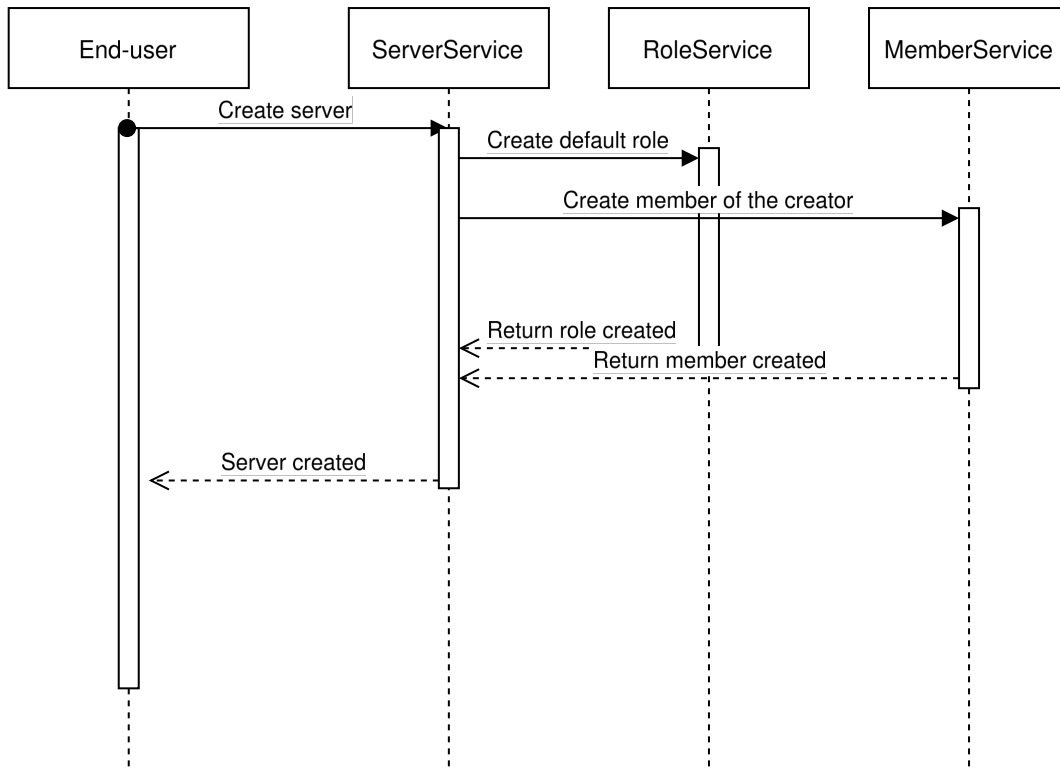 End-user
ServerService
RoleService
MemberService
Create server
Create default role
Create member of the creator
Return role created
Return member created
Server created